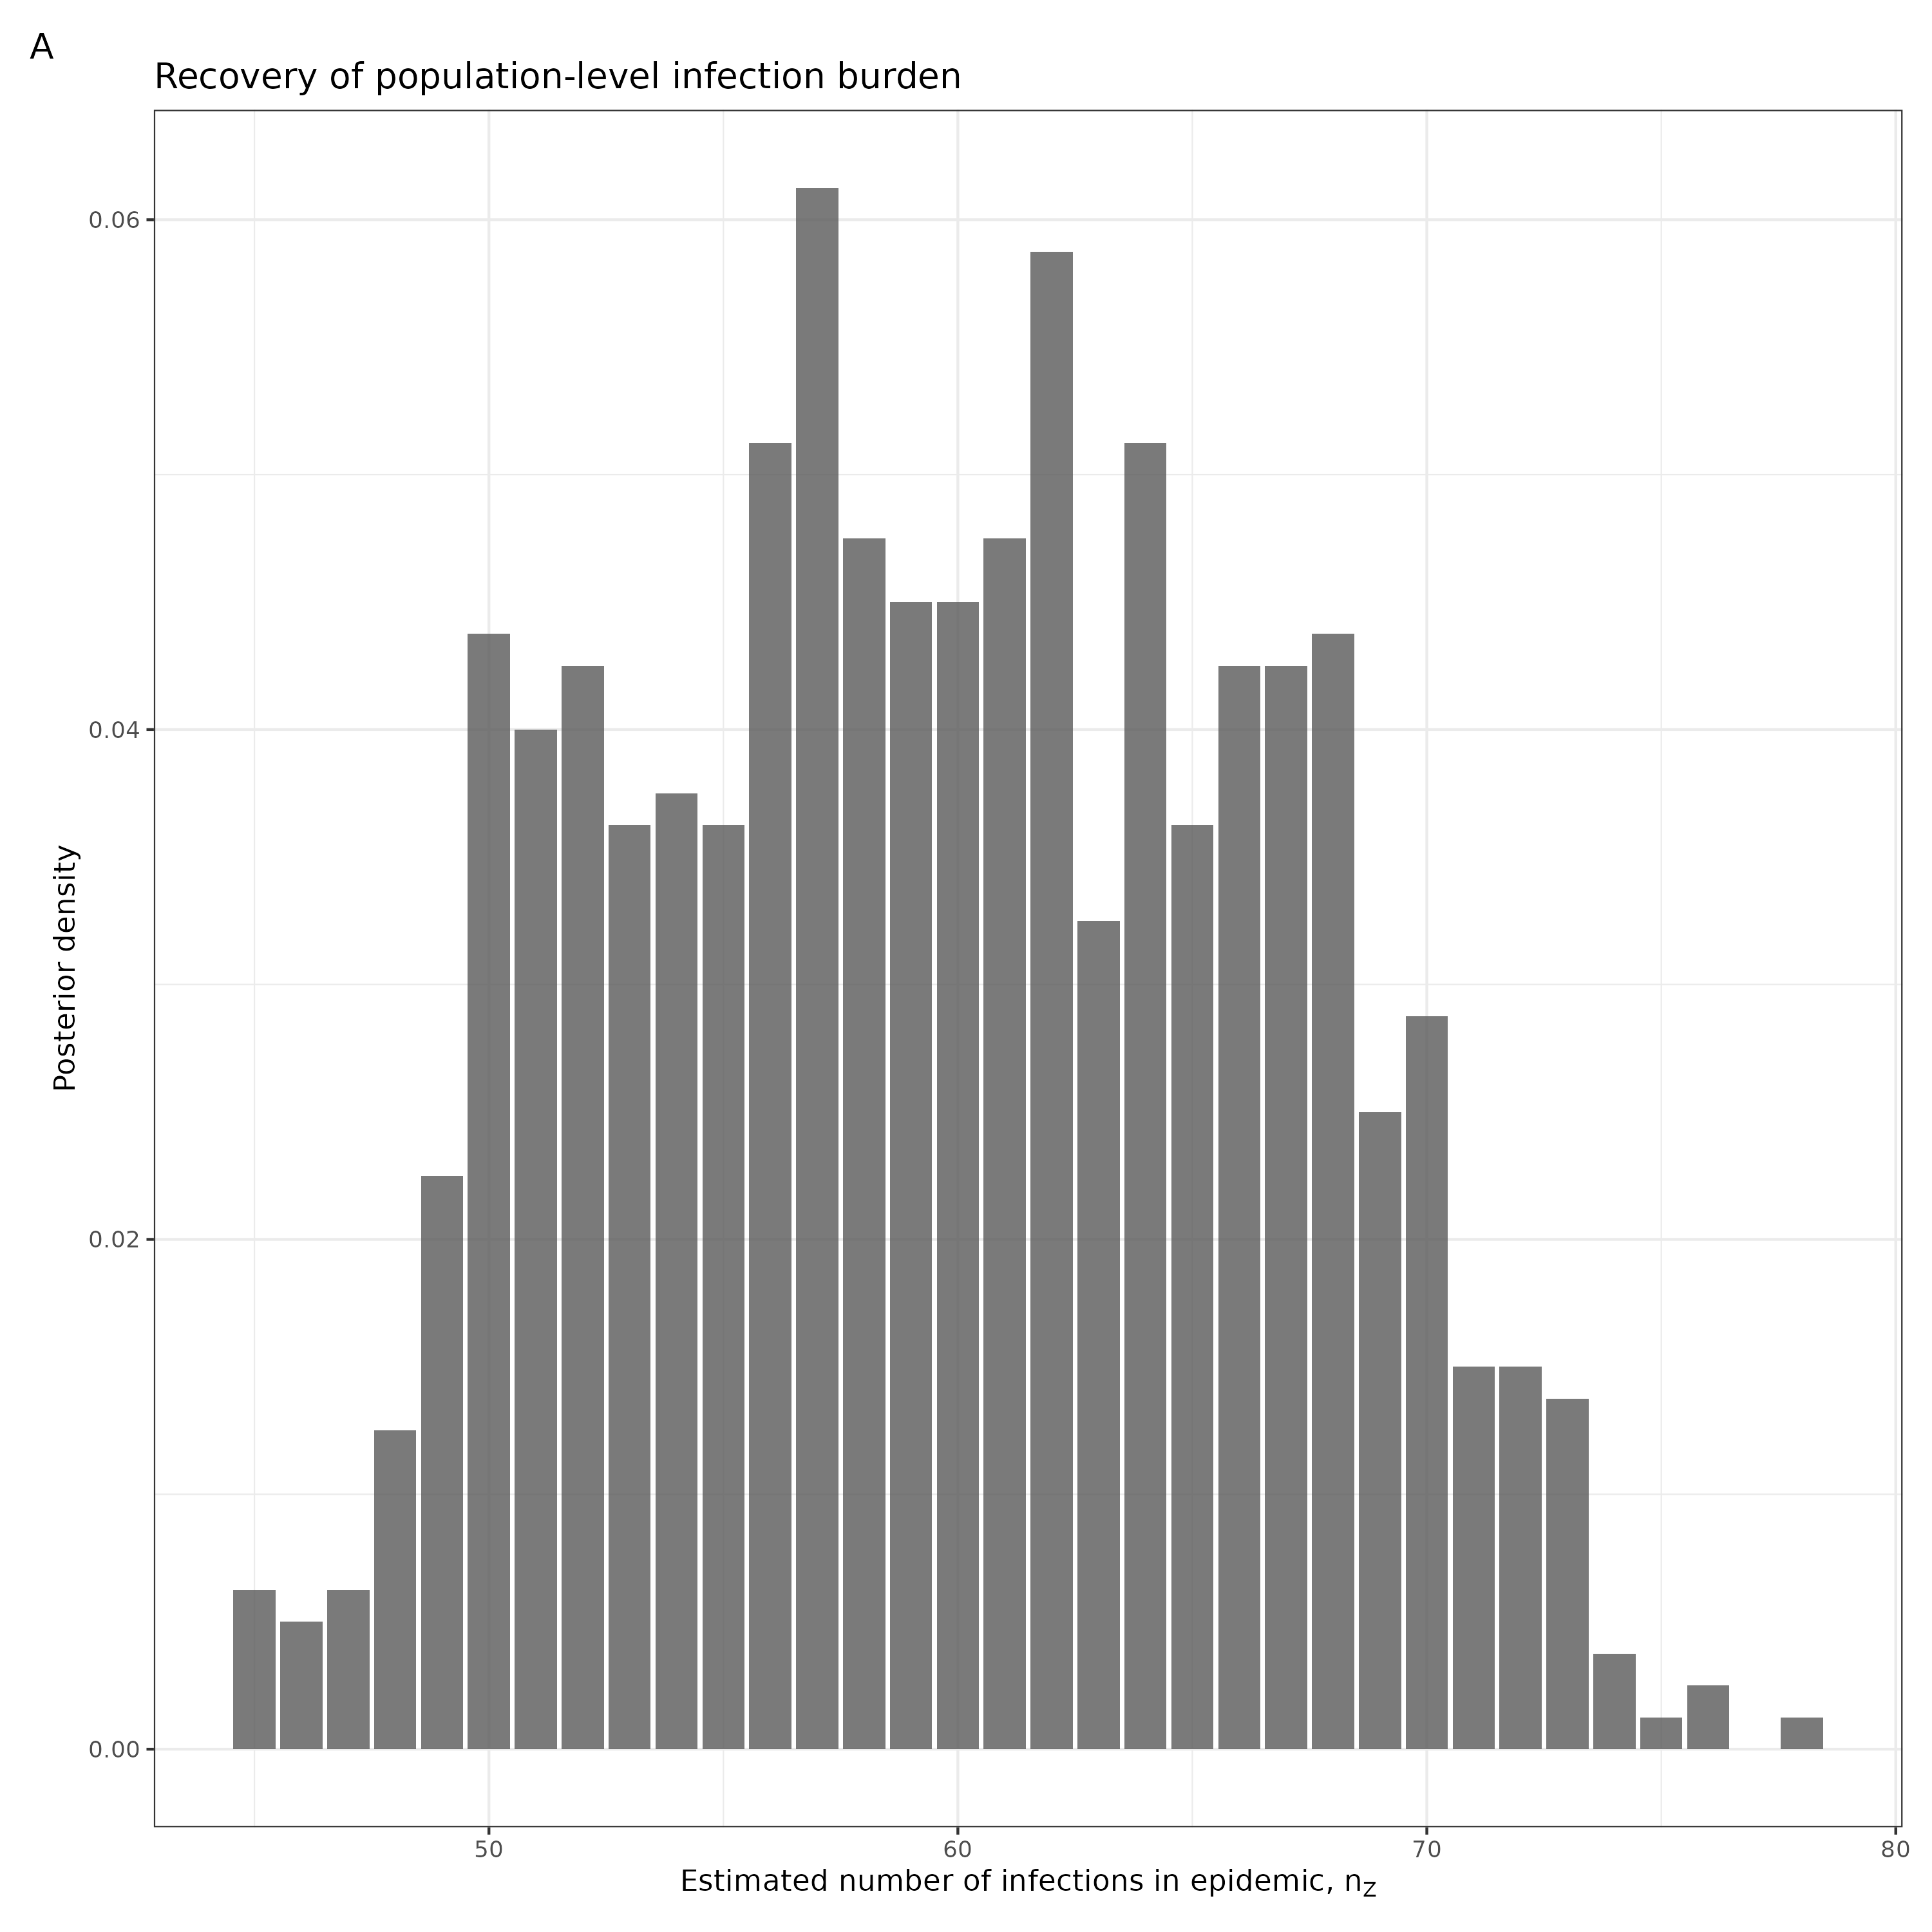 A
Recovery of population-level infection burden
0.06
0.04
0.02
0.00
Posterior density
50 60 70 80
Estimated number of infections in epidemic, n_Z